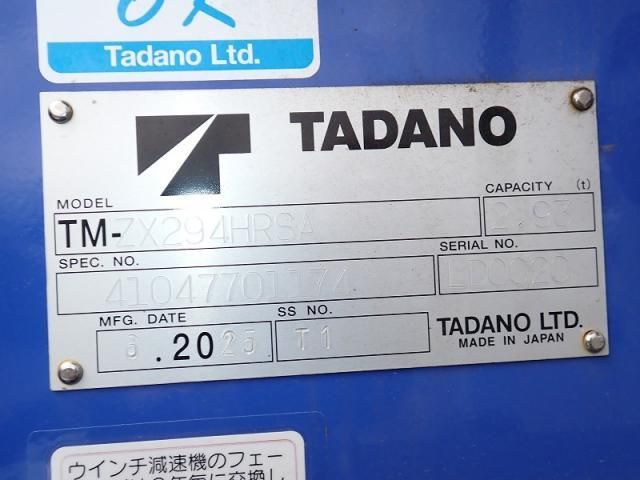 Tadano Ltd.
TADANO
MODEL
TM-ZX294HRSA
CAPACITY (t)
2.93
SPEC. NO.
41047701174
SERIAL NO.
MFG. DATE
6.2025
SS NO.
T1
TADANO LTD.
MADE IN JAPAN
ウインチ減速機のフェー